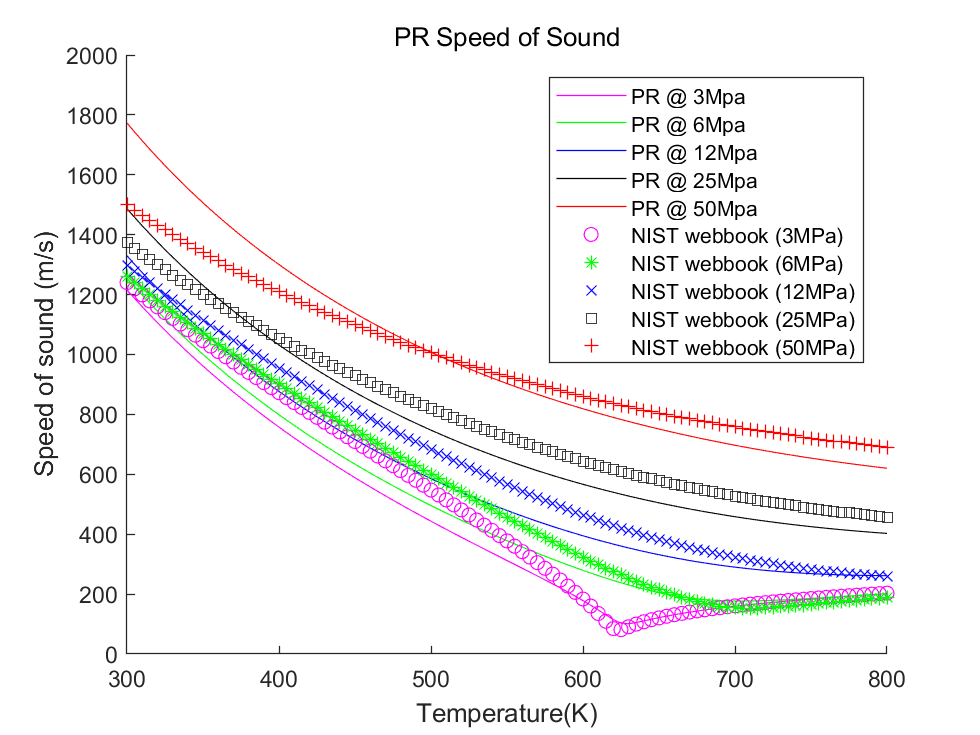 PR Speed of Sound
2000
1800
1600
1400
1200
1000
800
600
400
200
0
Speed of sound (m/s)
300
400
500
600
700
800
Temperature(K)
PR @ 3Mpa
PR @ 6Mpa
PR @ 12Mpa
PR @ 25Mpa
PR @ 50Mpa
NIST webbook (3MPa)
NIST webbook (6MPa)
NIST webbook (12MPa)
NIST webbook (25MPa)
NIST webbook (50MPa)